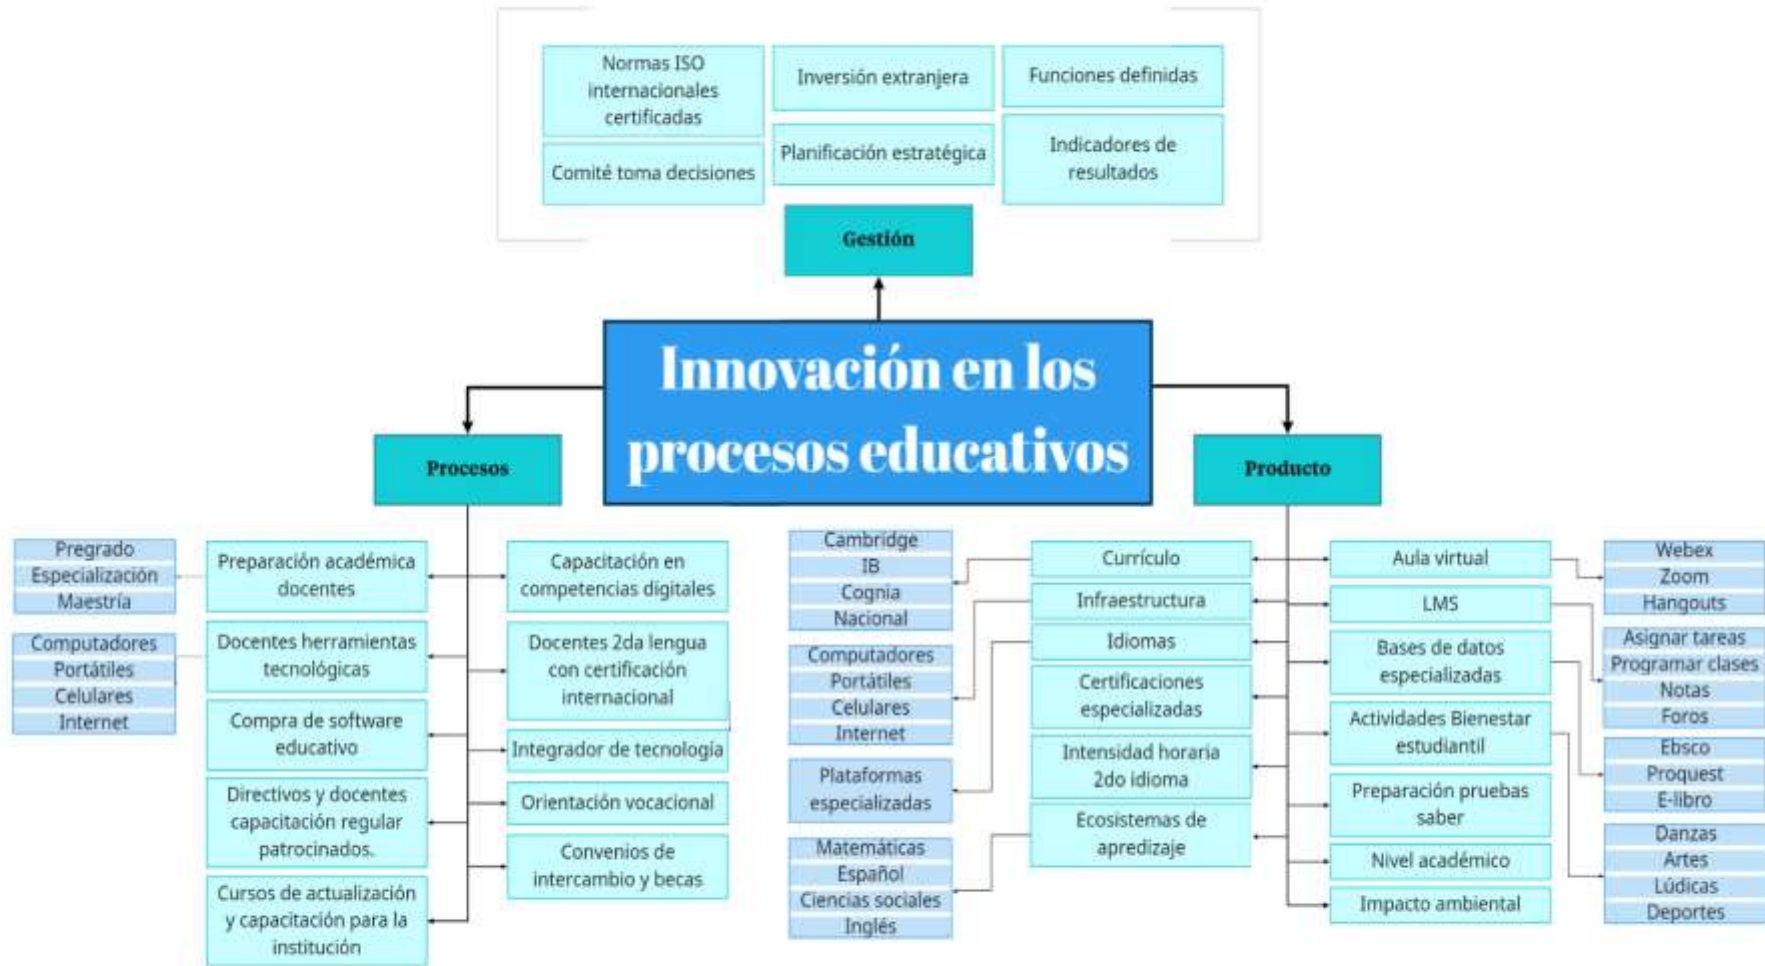 Normas ISO
internacionales
certificadas
Comité toma decisiones
Inversión extranjera
Planificación estratégica
Funciones definidas
Indicadores de
resultados
Gestión
Innovación en los
procesos educativos
Procesos
Pregrado
Especialización
Maestría
Computadores
Portátiles
Celulares
Internet
Preparación académica
docentes
Docentes herramientas
tecnológicas
Compra de software
educativo
Directivos y docentes
capacitación regular
patrocinados.
Cursos de actualización
y capacitación para la
institución
Capacitación en
competencias digitales
Docentes 2da lengua
con certificación
internacional
Integrador de tecnología
Orientación vocacional
Convenios de
intercambio y becas
Producto
Cambridge
IB
Cognia
Nacional
Computadores
Portátiles
Celulares
Internet
Plataformas
especializadas
Matemáticas
Español
Ciencias sociales
Inglés
Currículo
Infraestructura
Idiomas
Certificaciones
especializadas
Intensidad horaria
2do idioma
Ecosistemas de
apredizaje
Aula virtual
LMS
Bases de datos
especializadas
Actividades Bienestar
estudiantil
Preparación pruebas
saber
Nivel académico
Impacto ambiental
Webex
Zoom
Hangouts
Asignar tareas
Programar clases
Notas
Foros
Ebsco
Proquest
E-libro
Danzas
Artes
Lúdicas
Deportes